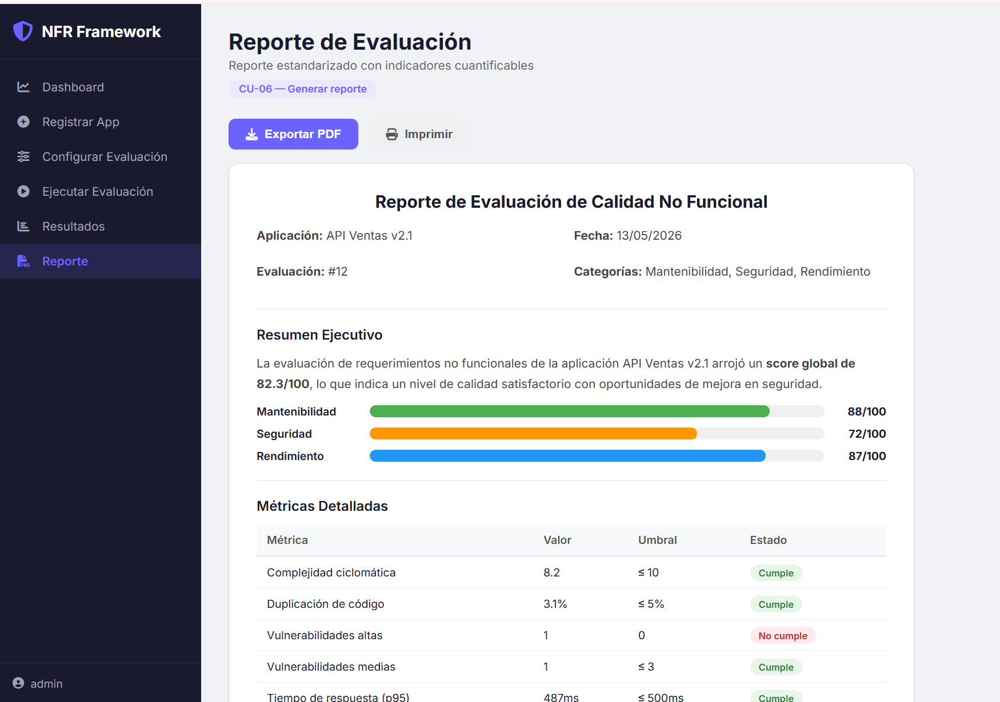 NFR Framework
Dashboard
Registrar App
Configurar Evaluación
Ejecutar Evaluación
Resultados
PNG
Reporte
admin
Reporte de Evaluación
Reporte estandarizado con indicadores cuantificables
CU-06 — Generar reporte
Exportar PDF
Imprimir
Reporte de Evaluación de Calidad No Funcional
Aplicación: API Ventas v2.1
Fecha: 13/05/2026
Evaluación: #12
Categorías: Mantenibilidad, Seguridad, Rendimiento
Resumen Ejecutivo
La evaluación de requerimientos no funcionales de la aplicación API Ventas v2.1 arrojó un score global de
82.3/100, lo que indica un nivel de calidad satisfactorio con oportunidades de mejora en seguridad.
Mantenibilidad 88/100
Seguridad 72/100
Rendimiento 87/100
Métricas Detalladas
Métrica Valor Umbral Estado
Complejidad ciclomática 8.2 ≤ 10 Cumple
Duplicación de código 3.1% ≤ 5% Cumple
Vulnerabilidades altas 1 0 No cumple
Vulnerabilidades medias 1 ≤ 3 Cumple
Tiempo de respuesta (p95) 487ms ≤ 500ms Cumple